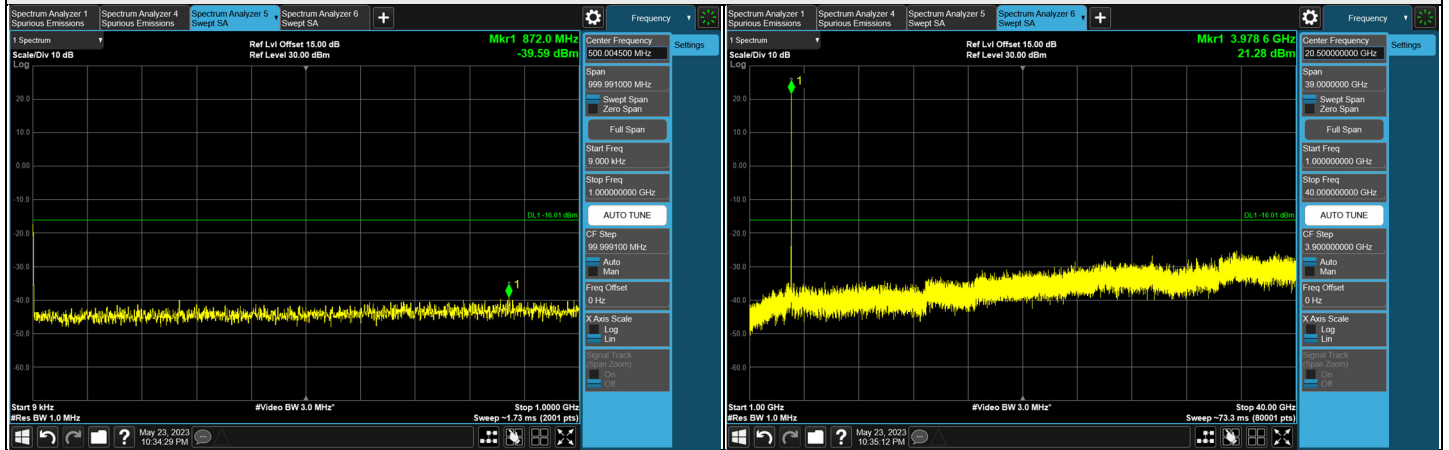 Spectrum Analyzer 1
Spurious Emissions
Spectrum Analyzer 4
Spurious Emissions
Spectrum Analyzer 5
Swept SA
Spectrum Analyzer 6
Swept SA
Frequency
1 Spectrum
Scale/Div 10 dB
Log
Ref Lvl Offset 15.00 dB
Ref Level 30.00 dBm
Mkr1 872.0 MHz
-39.59 dBm
20.0
10.0
0.00
-10.0
-20.0
-30.0
-40.0
-50.0
-60.0
DL1 -16.01 dBm
1
Start 9 kHz
#Res BW 1.0 MHz
#Video BW 3.0 MHz*
Stop 1.0000 GHz
Sweep ~1.73 ms (2001 pts)
Center Frequency
500.004500 MHz
Settings
Span
999.991000 MHz
Swept Span
Zero Span
Full Span
Start Freq
9.000 kHz
Stop Freq
1.000000000 GHz
AUTO TUNE
CF Step
99.999100 MHz
Auto
Man
Freq Offset
0 Hz
X Axis Scale
Log
Lin
Signal Track
(Span Zoom)
On
Off
?
May 23, 2023
10:34:29 PM
Spectrum Analyzer 1
Spurious Emissions
Spectrum Analyzer 4
Spurious Emissions
Spectrum Analyzer 5
Swept SA
Spectrum Analyzer 6
Swept SA
Frequency
1 Spectrum
Scale/Div 10 dB
Log
Ref Lvl Offset 15.00 dB
Ref Level 30.00 dBm
Mkr1 3.978 6 GHz
21.28 dBm
20.0
10.0
0.00
-10.0
-20.0
-30.0
-40.0
-50.0
-60.0
DL1 -16.01 dBm
1
Start 1.00 GHz
#Res BW 1.0 MHz
#Video BW 3.0 MHz*
Stop 40.00 GHz
Sweep ~73.3 ms (80001 pts)
Center Frequency
20.50000000 GHz
Settings
Span
39.0000000 GHz
Swept Span
Zero Span
Full Span
Start Freq
1.000000000 GHz
Stop Freq
40.000000000 GHz
AUTO TUNE
CF Step
3.900000000 GHz
Auto
Man
Freq Offset
0 Hz
X Axis Scale
Log
Lin
Signal Track
(Span Zoom)
On
Off
?
May 23, 2023
10:35:12 PM